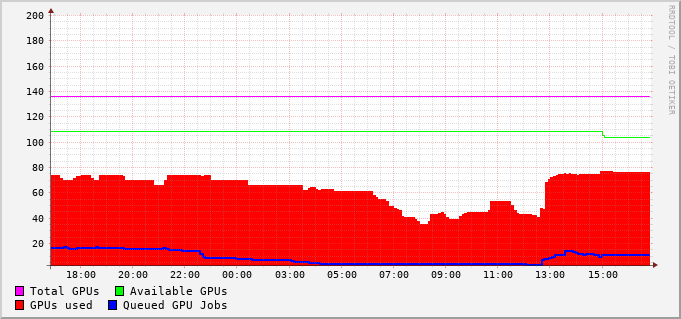 200
180
160
140
120
100
80
60
40
20
18:00 20:00 22:00 00:00 03:00 05:00 07:00 09:00 11:00 13:00 15:00
Total GPUs Available GPUs
GPUs used Queued GPU Jobs
RRDTOOL / TOBI OETIKER